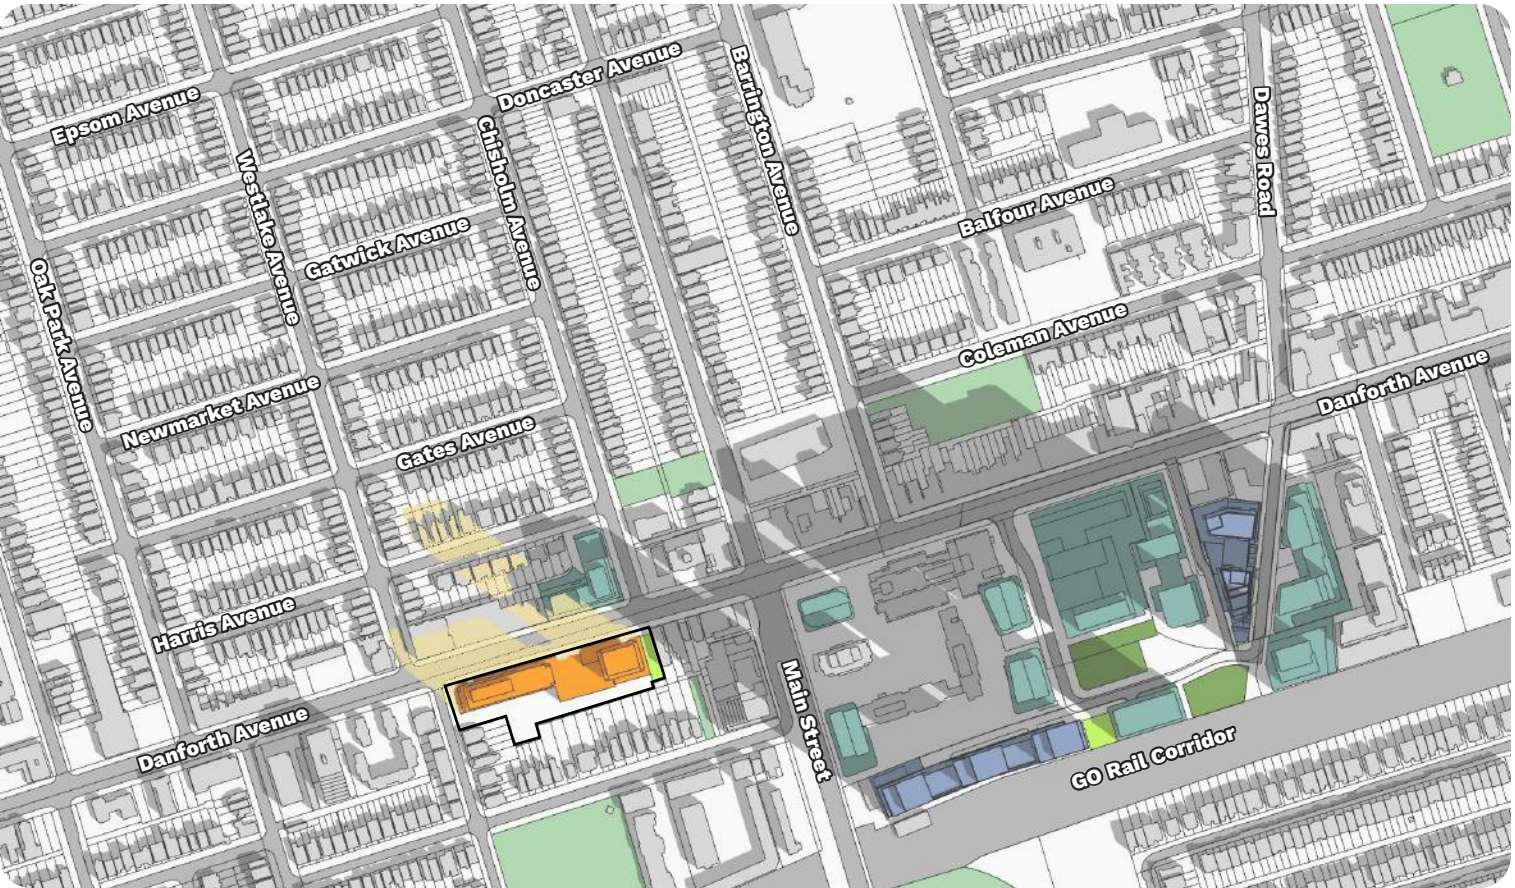 Doncaster Avenue
Epsom Avenue
Barrington Avenue
Dawes Road
Chisholm Avenue
Westlake Avenue
Balfour Avenue
Gatwick Avenue
Oak Park Avenue
Coleman Avenue
Danforth Avenue
Newmarket Avenue
Gates Avenue
Harris Avenue
Main Street
Danforth Avenue
GO Rail Corridor